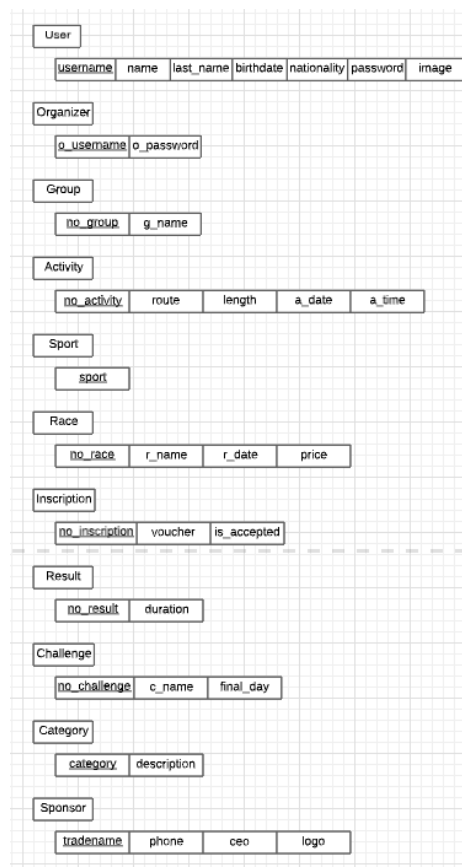 User
username name last_name birthdate nationality password image
Organizer
o_username o_password
Group
no_group g_name
Activity
no_activity route length a_date a_time
Sport
sport
Race
no_race r_name r_date price
Inscription
no_inscription voucher is_accepted
Result
no_result duration
Challenge
no_challenge c_name final_day
Category
category description
Sponsor
tradename phone ceo logo